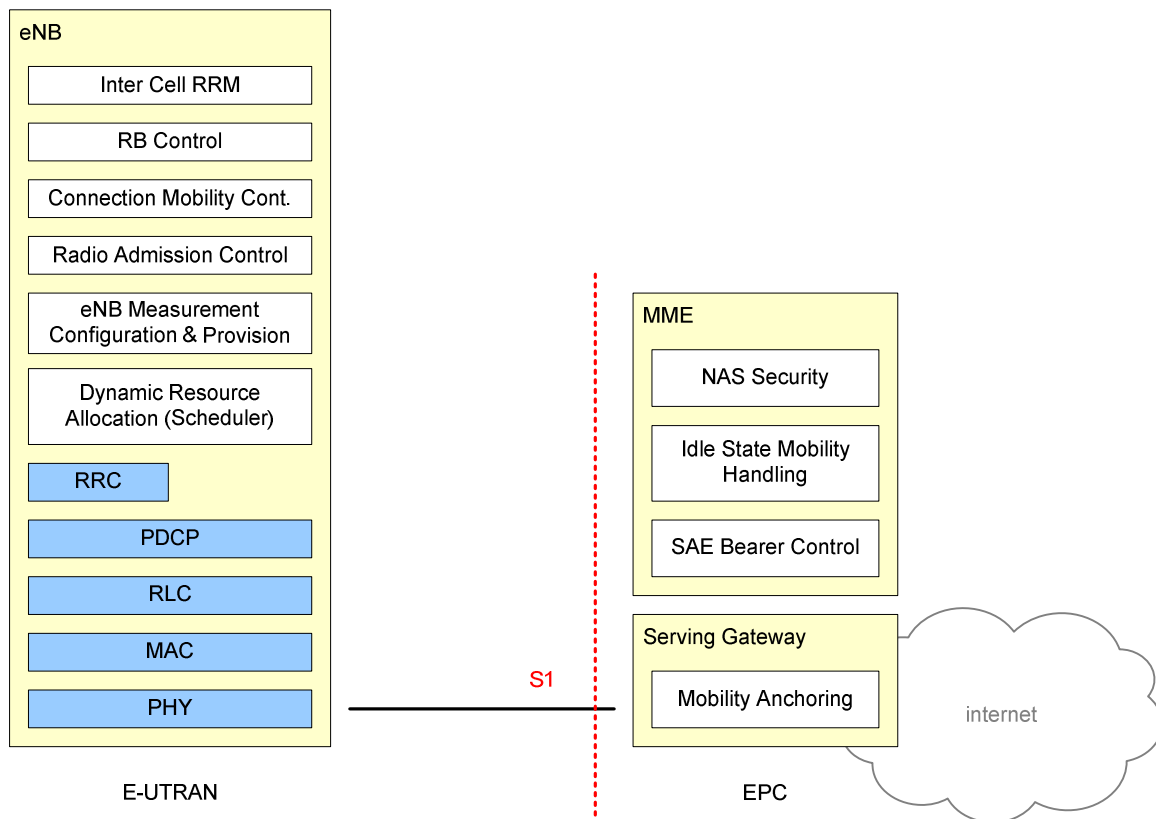 eNB
Inter Cell RRM
RB Control
Connection Mobility Cont.
Radio Admission Control
eNB Measurement
Configuration & Provision
Dynamic Resource
Allocation (Scheduler)
RRC
PDCP
RLC
MAC
PHY
E-UTRAN
S1
MME
NAS Security
Idle State Mobility
Handling
SAE Bearer Control
Serving Gateway
Mobility Anchoring
EPC
internet